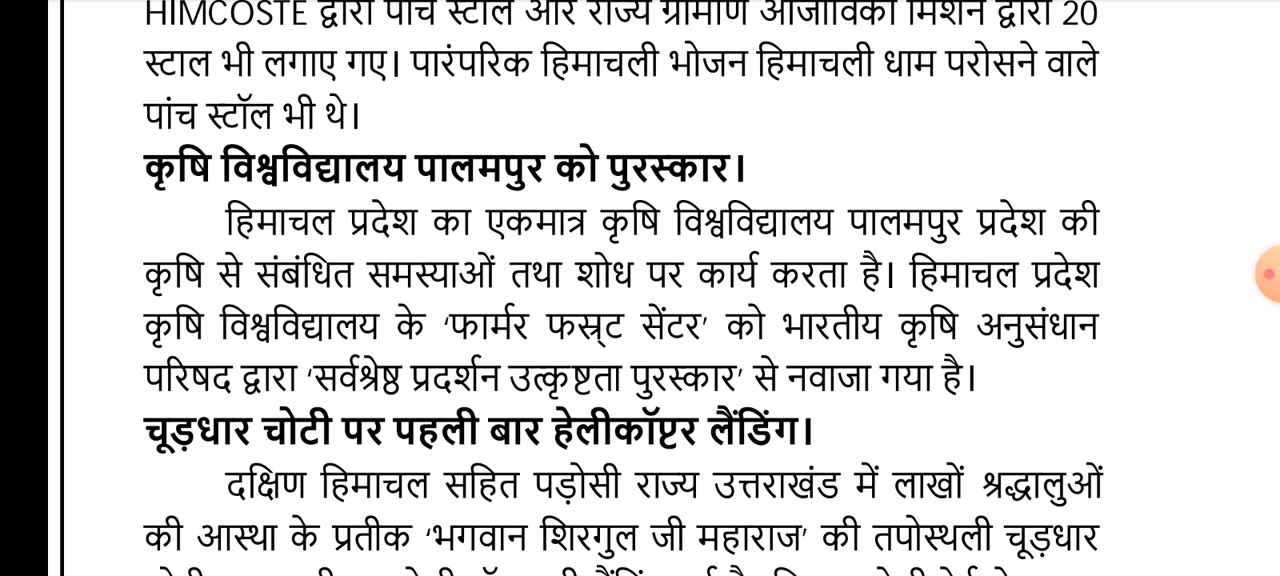 HIMCOSTE द्वारा पांच स्टॉल और राज्य ग्रामीण आजीविका मिशन द्वारा 20
स्टाल भी लगाए गए। पारंपरिक हिमाचली भोजन हिमाचली धाम परोसने वाले
पांच स्टॉल भी थे।
कृषि विश्वविद्यालय पालमपुर को पुरस्कार।
हिमाचल प्रदेश का एकमात्र कृषि विश्वविद्यालय पालमपुर प्रदेश की
कृषि से संबंधित समस्याओं तथा शोध पर कार्य करता है। हिमाचल प्रदेश
कृषि विश्वविद्यालय के ‘फार्मर फस्र्ट सेंटर’ को भारतीय कृषि अनुसंधान
परिषद द्वारा ‘सर्वश्रेष्ठ प्रदर्शन उत्कृष्टता पुरस्कार’ से नवाजा गया है।
चूड़धार चोटी पर पहली बार हेलीकॉप्टर लैंडिंग।
दक्षिण हिमाचल सहित पड़ोसी राज्य उत्तराखंड में लाखों श्रद्धालुओं
की आस्था के प्रतीक ‘भगवान शिरगुल जी महाराज’ की तपोस्थली चूड़धार